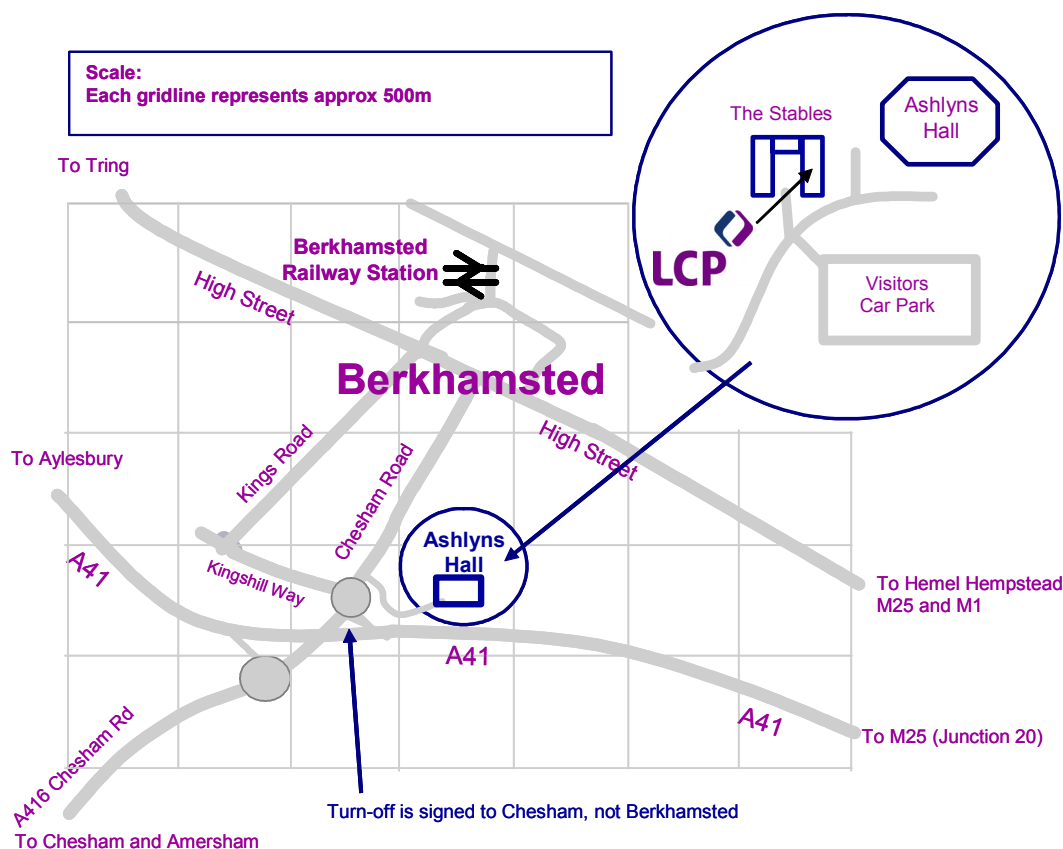 Scale:
Each gridline represents approx 500m
The Stables
Ashlyns
Hall
To Tring
Berkhamsted
Railway Station
LCP
High Street
Visitors
Car Park
Berkhamsted
High Street
To Aylesbury
Kings Road
Chesham Road
Ashlyns
Hall
A41
Kingshill Way
To Hemel Hempstead
M25 and M1
A41
A41
To M25 (Junction 20)
A416 Chesham Rd
Turn-off is signed to Chesham, not Berkhamsted
To Chesham and Amersham